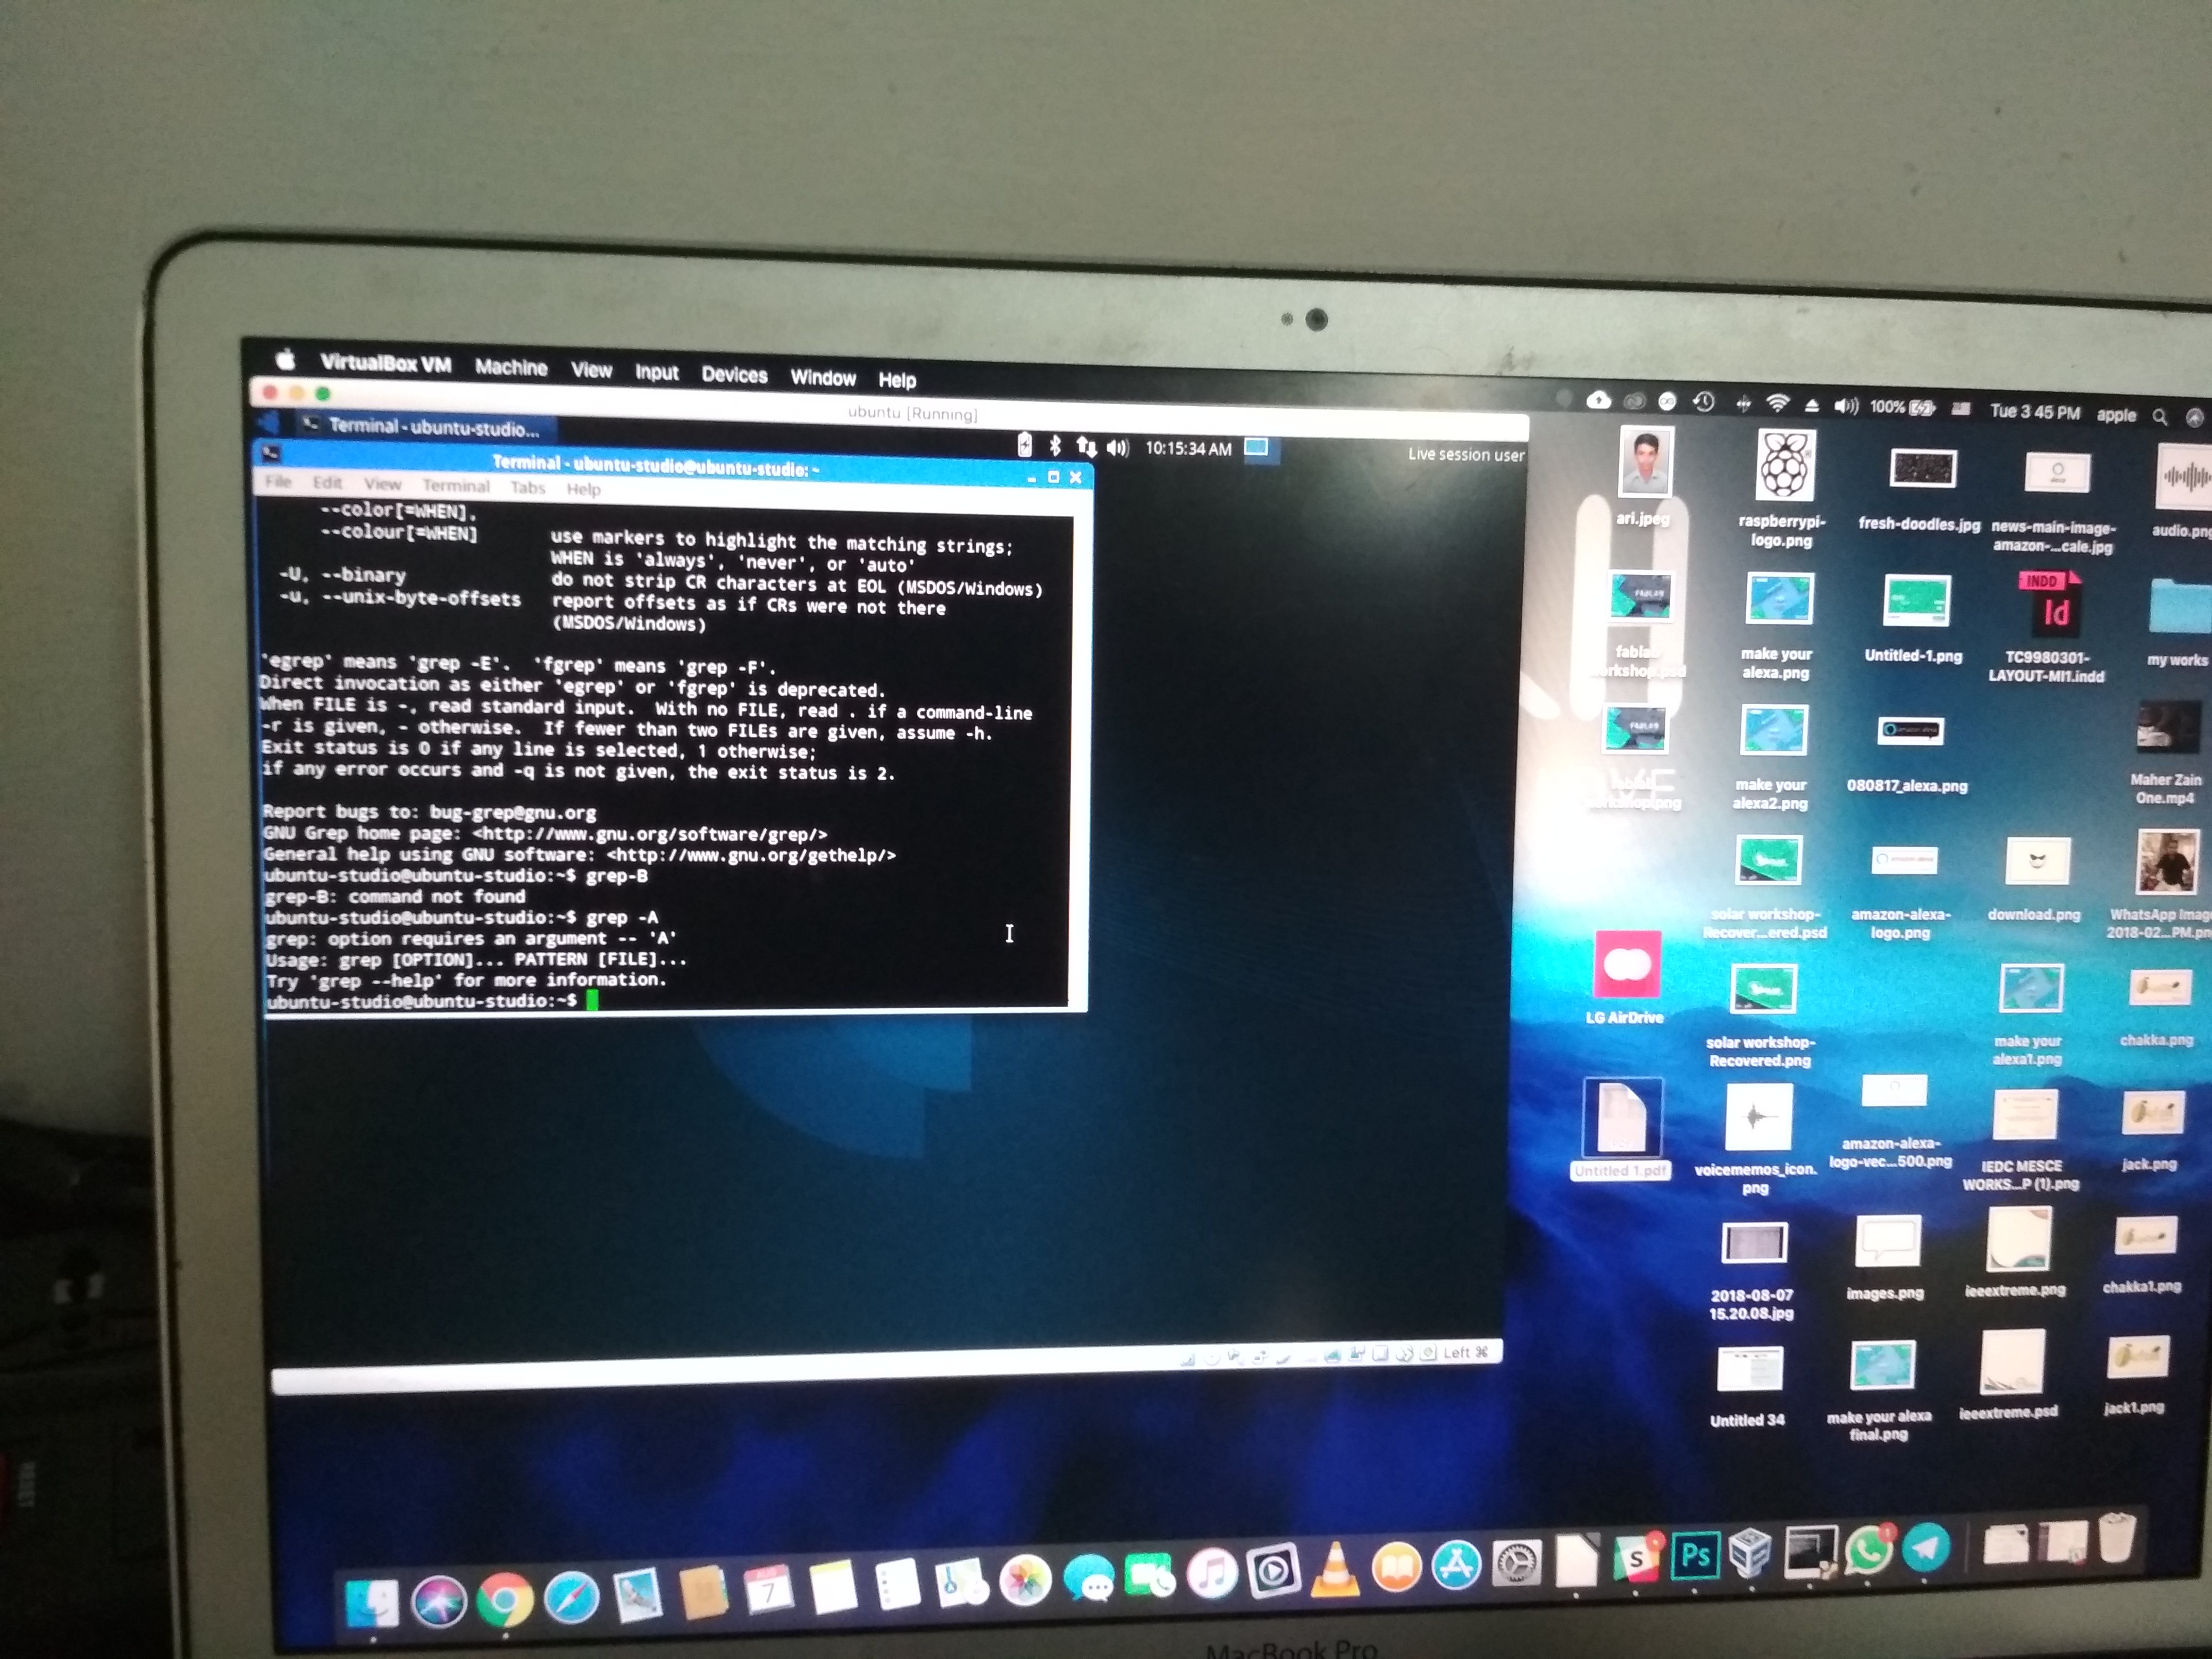 VirtualBox VM Machine View Input Devices Window Help
100% Tue 3 45 PM apple
ubuntu [Running]
Terminal - ubuntu-studio...
10:15:34 AM
Live session user
Terminal - ubuntu-studio@ubuntu-studio: ~
File Edit View Terminal Tabs Help
--color[=WHEN],
--colour[=WHEN] use markers to highlight the matching strings;
WHEN is 'always', 'never', or 'auto'
-U, --binary do not strip CR characters at EOL (MSDOS/Windows)
-u, --unix-byte-offsets report offsets as if CRs were not there
(MSDOS/Windows)
'egrep' means 'grep -E'. 'fgrep' means 'grep -F'.
Direct invocation as either 'egrep' or 'fgrep' is deprecated.
When FILE is -, read standard input. With no FILE, read . if a command-line
-r is given, - otherwise. If fewer than two FILEs are given, assume -h.
Exit status is 0 if any line is selected, 1 otherwise;
if any error occurs and -q is not given, the exit status is 2.
Report bugs to: bug-grep@gnu.org
GNU Grep home page: <http://www.gnu.org/software/grep/>
General help using GNU software: <http://www.gnu.org/gethelp/>
ubuntu-studio@ubuntu-studio:~$ grep-B
grep-B: command not found
ubuntu-studio@ubuntu-studio:~$ grep -A
grep: option requires an argument -- 'A'
Usage: grep [OPTION]... PATTERN [FILE]...
Try 'grep --help' for more information.
ubuntu-studio@ubuntu-studio:~$
Left ⌘
ari.jpeg
raspberrypi-
logo.png
fresh-doodles.jpg
news-main-image-
amazon-...cale.jpg
audio.png
INDD
Id
fablab
workshop.psd
make your
alexa.png
Untitled-1.png
TC9980301-
LAYOUT-MI1.indd
my works
workshop.png
make your
alexa2.png
080817_alexa.png
Maher Zain
One.mp4
solar workshop-
Recover...ered.psd
amazon-alexa-
logo.png
download.png
WhatsApp Imag
2018-02...PM.pn
LG AirDrive
solar workshop-
Recovered.png
make your
alexa1.png
chakka.png
Untitled 1.pdf
voicememos_icon.
png
amazon-alexa-
logo-vec...500.png
IEDC MESCE
WORKS...P (1).png
jack.png
2018-08-07
15.20.08.jpg
images.png
ieeextreme.png
chakka1.png
Untitled 34
make your alexa
final.png
ieeextreme.psd
jack1.png
AUG
7
S
Ps
1
MacBook Pro